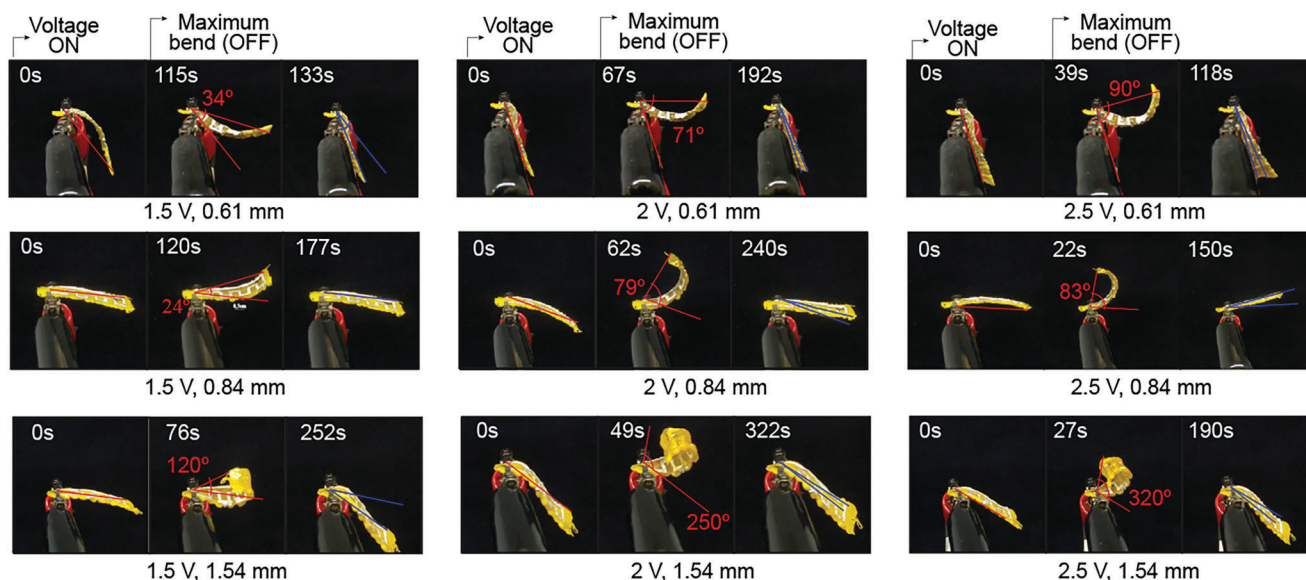 Voltage ON
Maximum bend (OFF)
Voltage ON
Maximum bend (OFF)
Voltage ON
Maximum bend (OFF)
0s
115s
34º
133s
1.5 V, 0.61 mm
0s
67s
71º
192s
2 V, 0.61 mm
0s
39s
90º
118s
2.5 V, 0.61 mm
0s
120s
24º
177s
1.5 V, 0.84 mm
0s
62s
79º
240s
2 V, 0.84 mm
0s
22s
83º
150s
2.5 V, 0.84 mm
0s
76s
120º
252s
1.5 V, 1.54 mm
0s
49s
250º
322s
2 V, 1.54 mm
0s
27s
320º
190s
2.5 V, 1.54 mm